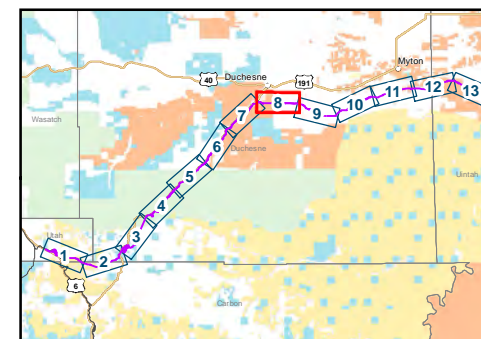 40
191
Duchesne
Myton
Wasatch
Duchesne
Uintah
Utah
6
Carbon
1
2
3
4
5
6
7
8
9
10
11
12
13